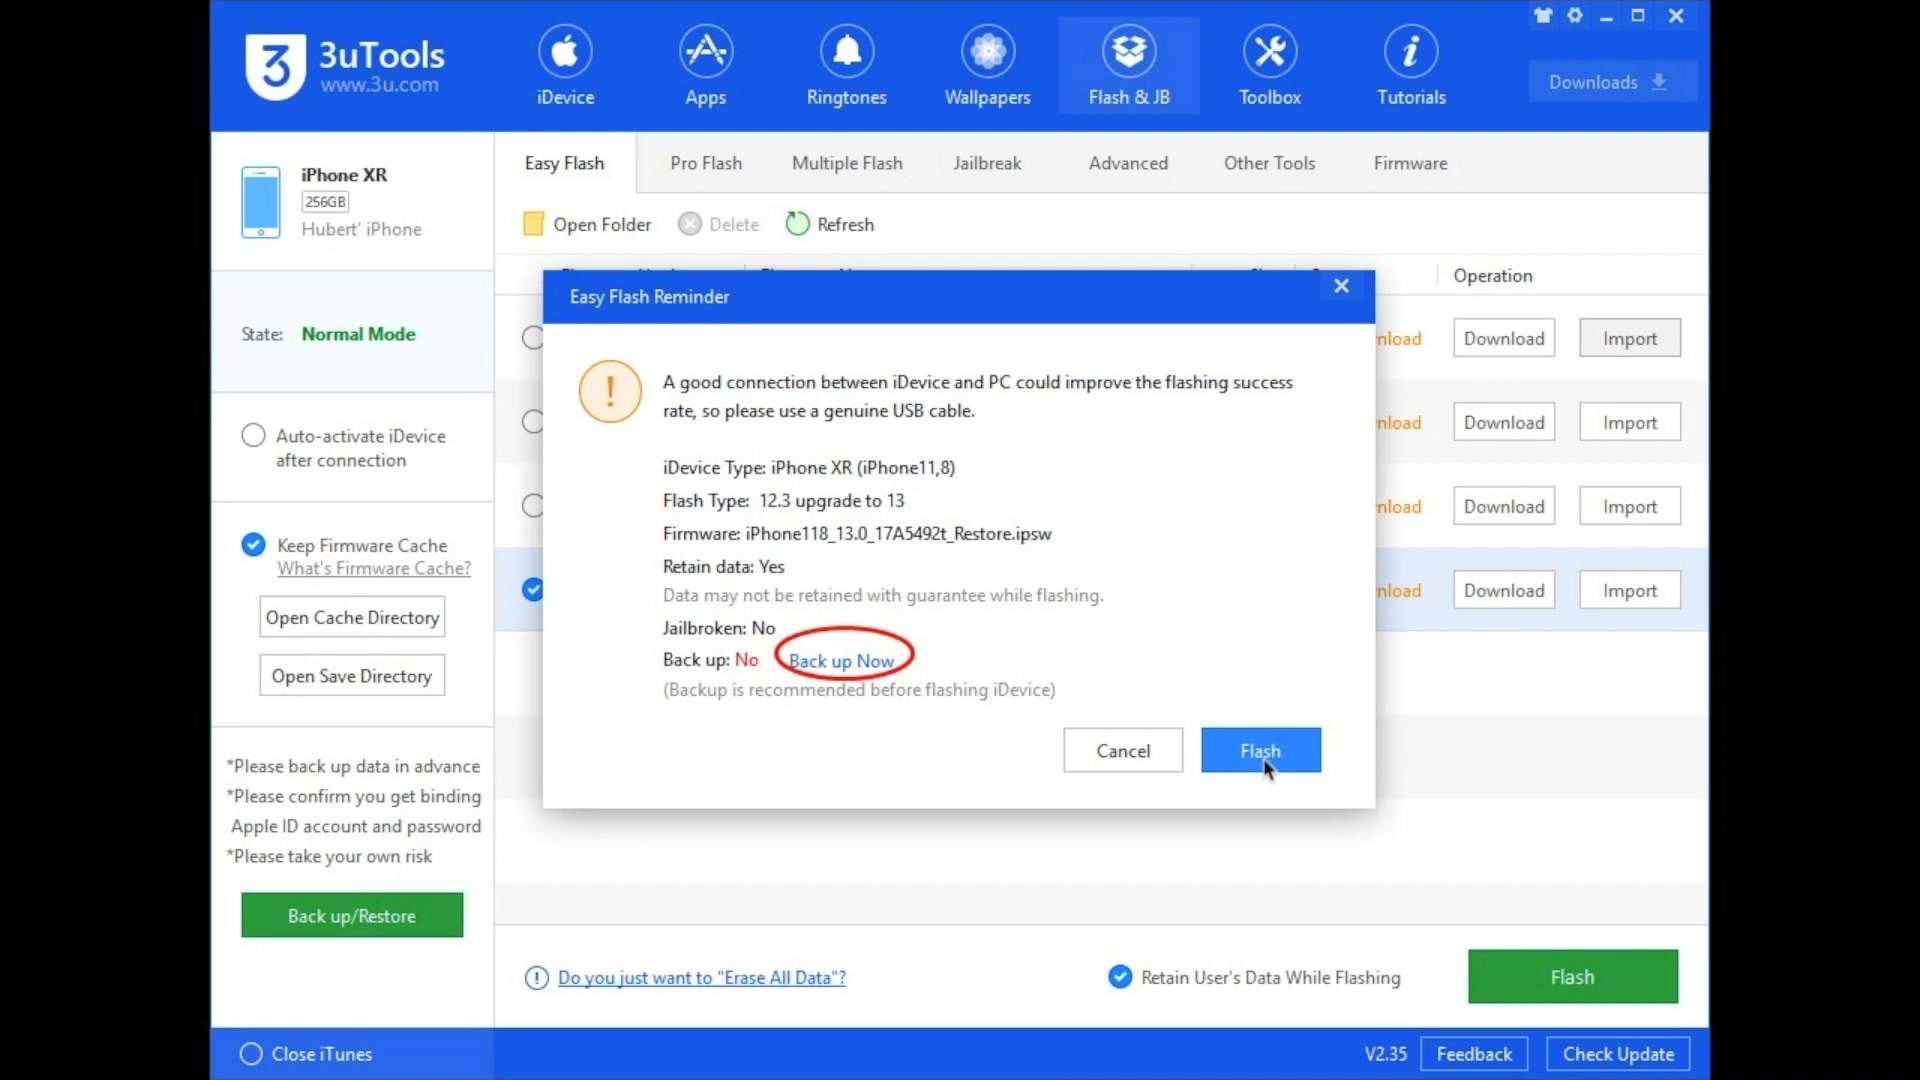 3 3uTools
www.3u.com
iDevice
Apps
Ringtones
Wallpapers
Flash & JB
Toolbox
Tutorials
Downloads
iPhone XR
256GB
Hubert' iPhone
Easy Flash
Pro Flash
Multiple Flash
Jailbreak
Advanced
Other Tools
Firmware
Open Folder
Delete
Refresh
Operation
State: Normal Mode
Auto-activate iDevice
after connection
Keep Firmware Cache
What's Firmware Cache?
Open Cache Directory
Open Save Directory
*Please back up data in advance
*Please confirm you get binding
Apple ID account and password
*Please take your own risk
Back up/Restore
Easy Flash Reminder
A good connection between iDevice and PC could improve the flashing success
rate, so please use a genuine USB cable.
iDevice Type: iPhone XR (iPhone11,8)
Flash Type: 12.3 upgrade to 13
Firmware: iPhone118_13.0_17A5492t_Restore.ipsw
Retain data: Yes
Data may not be retained with guarantee while flashing.
Jailbroken: No
Back up: No Back up Now
(Backup is recommended before flashing iDevice)
Cancel
Flash
nload Download Import
nload Download Import
nload Download Import
nload Download Import
Do you just want to "Erase All Data"?
Retain User's Data While Flashing
Flash
Close iTunes
V2.35
Feedback
Check Update